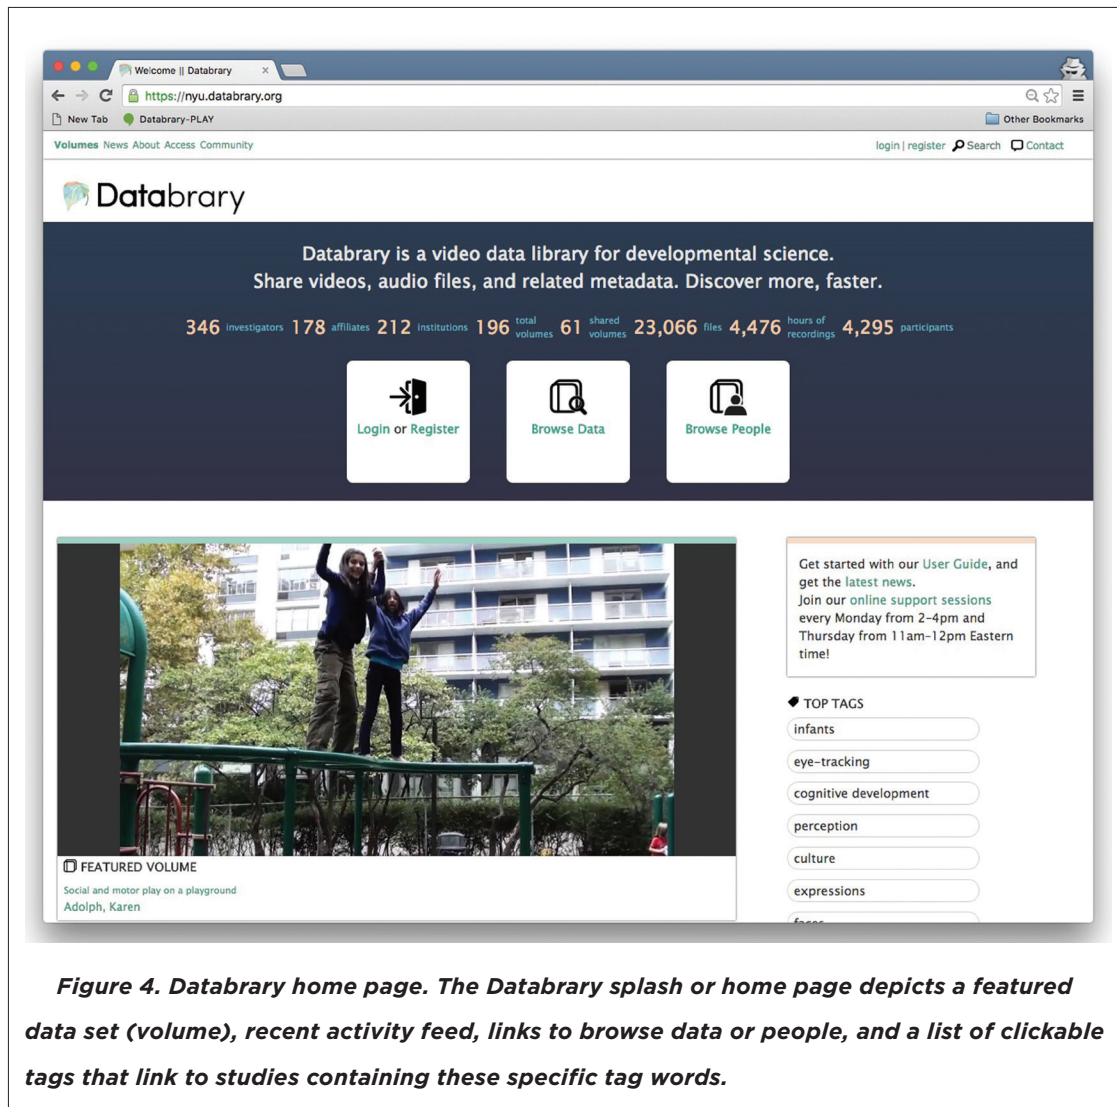 Welcome || Databrary
https://nyu.databrary.org
New Tab Databrary-PLAY Other Bookmarks
Volumes News About Access Community login | register Search Contact
Databrary
Databrary is a video data library for developmental science.
Share videos, audio files, and related metadata. Discover more, faster.
346 investigators 178 affiliates 212 institutions 196 total volumes 61 shared volumes 23,066 files 4,476 hours of recordings 4,295 participants
Login or Register Browse Data Browse People
FEATURED VOLUME
Social and motor play on a playground
Adolph, Karen
Get started with our User Guide, and
get the latest news.
Join our online support sessions
every Monday from 2-4pm and
Thursday from 11am-12pm Eastern
time!
TOP TAGS
infants
eye-tracking
cognitive development
perception
culture
expressions
faces
Figure 4. Databrary home page. The Databrary splash or home page depicts a featured
data set (volume), recent activity feed, links to browse data or people, and a list of clickable
tags that link to studies containing these specific tag words.